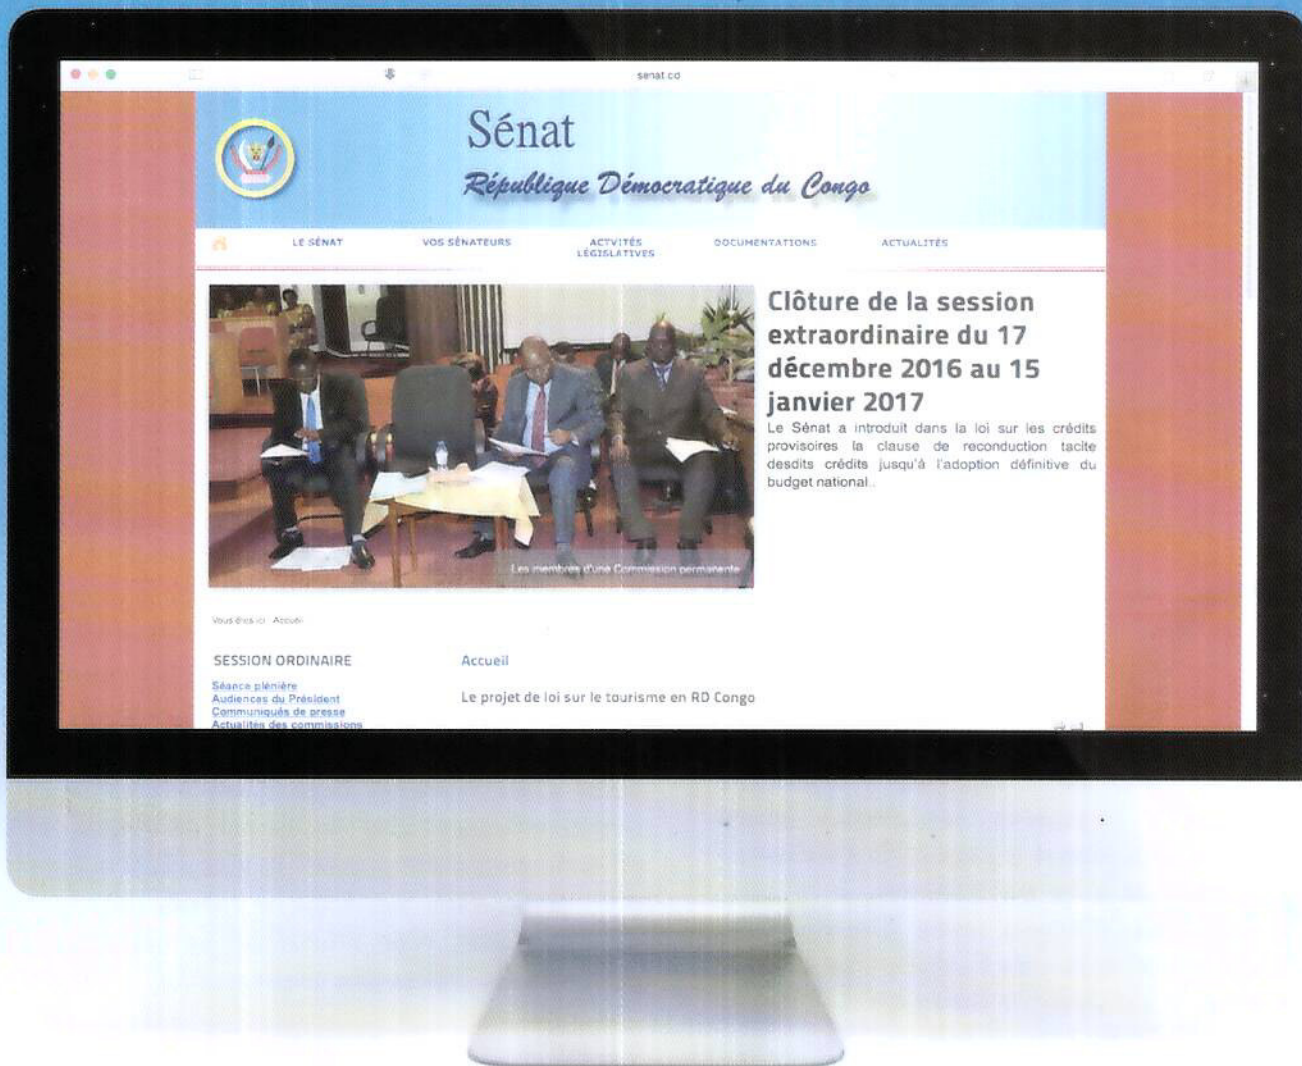 senat.cd
Sénat
République Démocratique du Congo
LE SÉNAT
VOS SÉNATEURS
ACTVITÉS
LÉGISLATIVES
DOCUMENTATIONS
ACTUALITÉS
Clôture de la session
extraordinaire du 17
décembre 2016 au 15
janvier 2017
Le Sénat a introduit dans la loi sur les crédits
provisoires la clause de reconduction tacite
desdits crédits jusqu'à l'adoption définitive du
budget national..
Les membres d'une Commission permanente
Vous êtes ici : Accueil
SESSION ORDINAIRE
Séance plénière
Audiences du Président
Communiqués de presse
Actualités des commissions
Accueil
Le projet de loi sur le tourisme en RD Congo